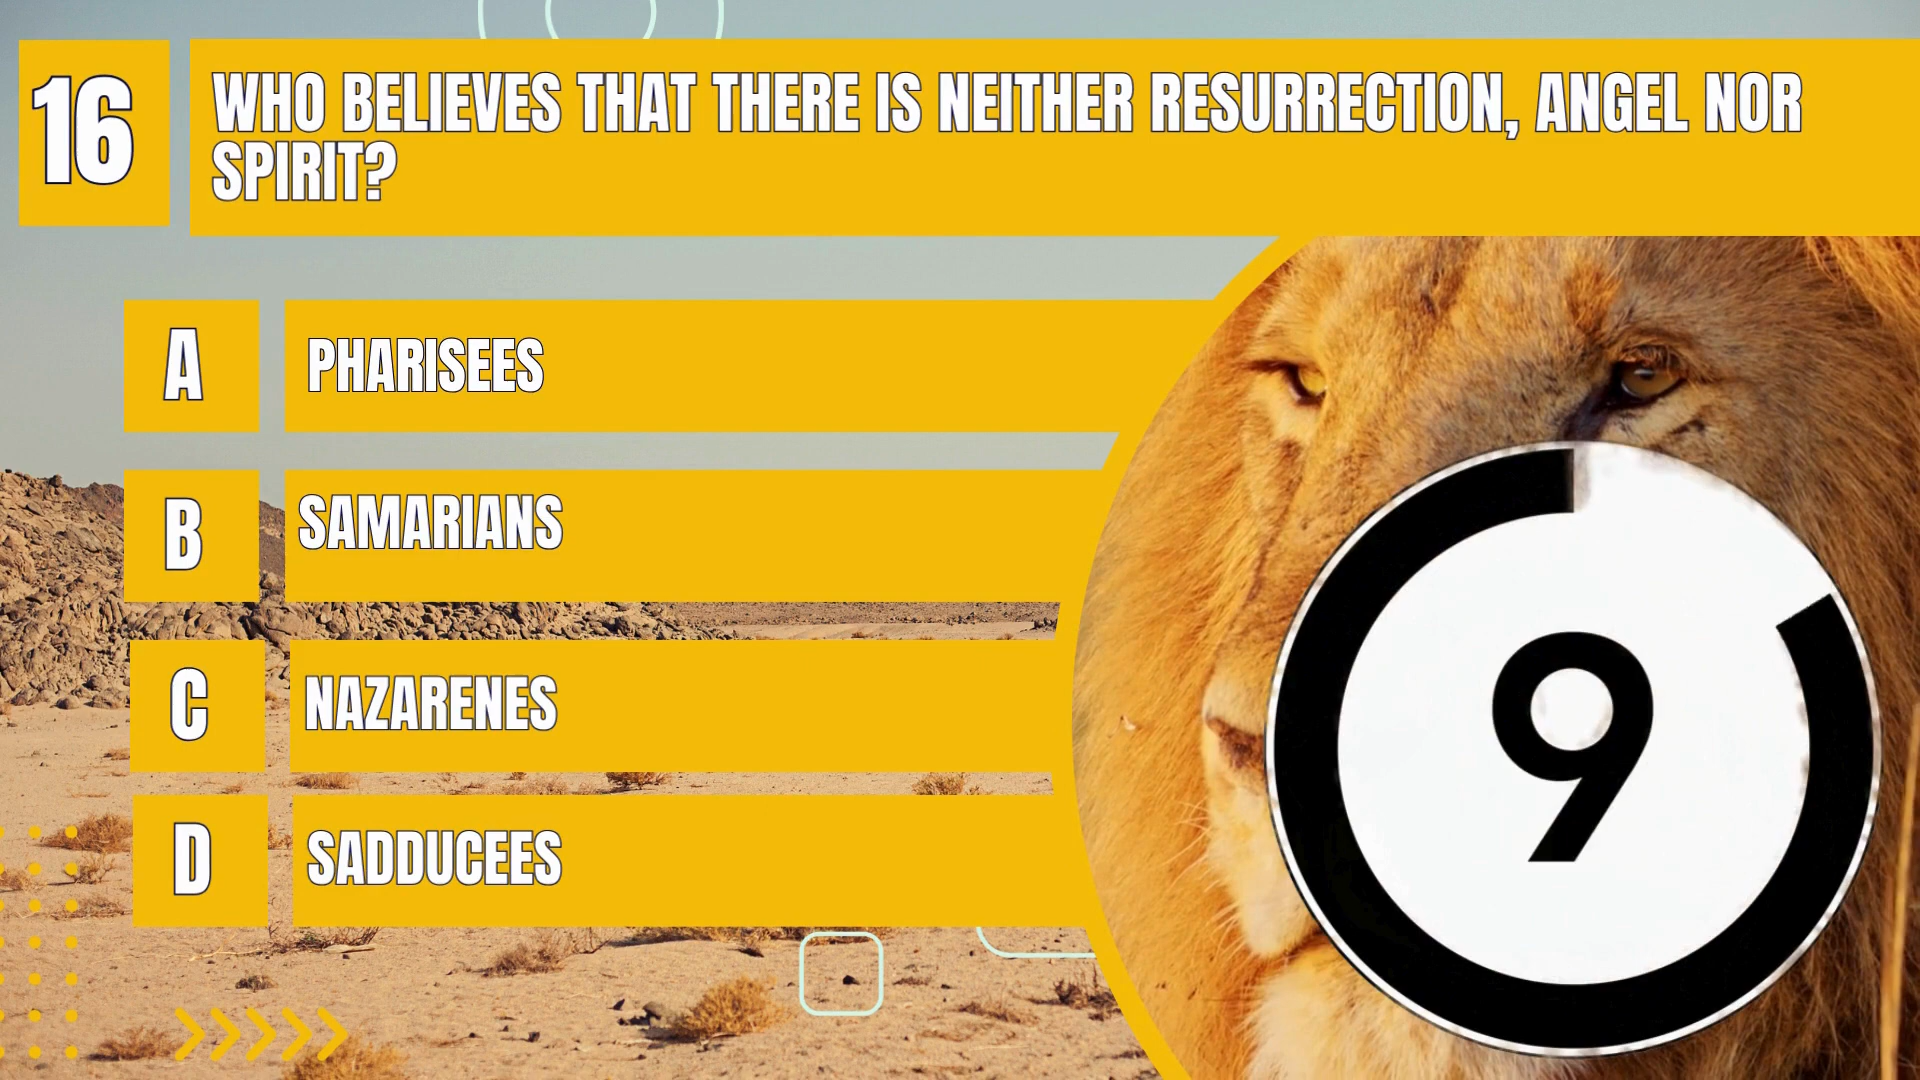 16
WHO BELIEVES THAT THERE IS NEITHER RESURRECTION, ANGEL NOR
SPIRIT?
A
PHARISEES
B
SAMARIANS
C
NAZARENES
D
SADDUCEES
9